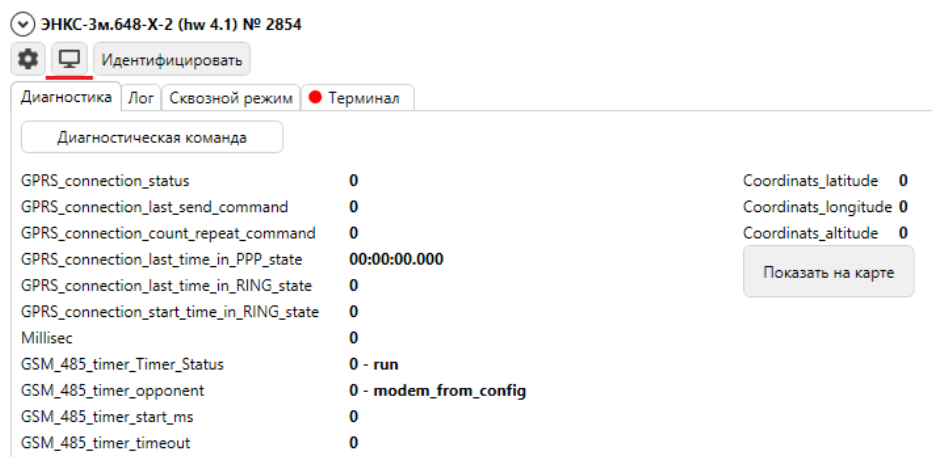 ЭНКС-3м.648-X-2 (hw 4.1) № 2854
Идентифицировать
Диагностика Лог Сквозной режим Терминал
Диагностическая команда
GPRS_connection_status 0 Coordinats_latitude 0
GPRS_connection_last_send_command 0 Coordinats_longitude 0
GPRS_connection_count_repeat_command 0 Coordinats_altitude 0
GPRS_connection_last_time_in_PPP_state 00:00:00.000 Показать на карте
GPRS_connection_last_time_in_RING_state 0
GPRS_connection_start_time_in_RING_state 0
Millisec 0
GSM_485_timer_Timer_Status 0 - run
GSM_485_timer_opponent 0 - modem_from_config
GSM_485_timer_start_ms 0
GSM_485_timer_timeout 0